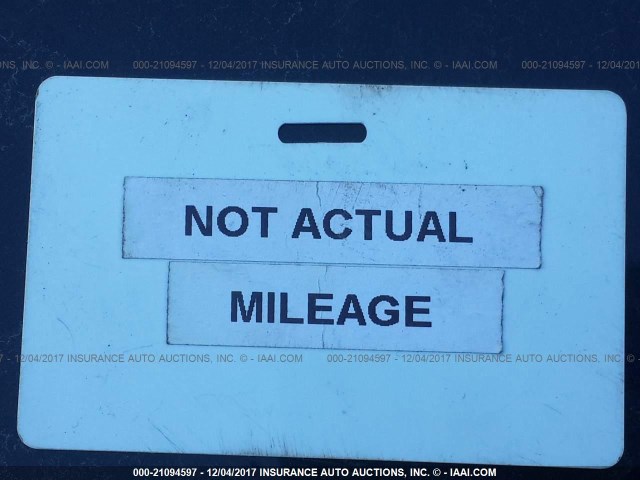 © - IAAI.COM 000-21094597 - 12/04/2017 INSURANCE AUTO AUCTIONS, INC. © - IAAI.COM 000-21094597 - 12/04/2017 INSURANCE
NOT ACTUAL
MILEAGE
12/04/2017 INSURANCE AUTO AUCTIONS, INC. © - IAAI.COM 000-21094597 - 12/04/2017 INSURANCE AUTO AUCTIONS, INC. © - IAAI
000-21094597 - 12/04/2017 INSURANCE AUTO AUCTIONS, INC. © - IAAI.COM